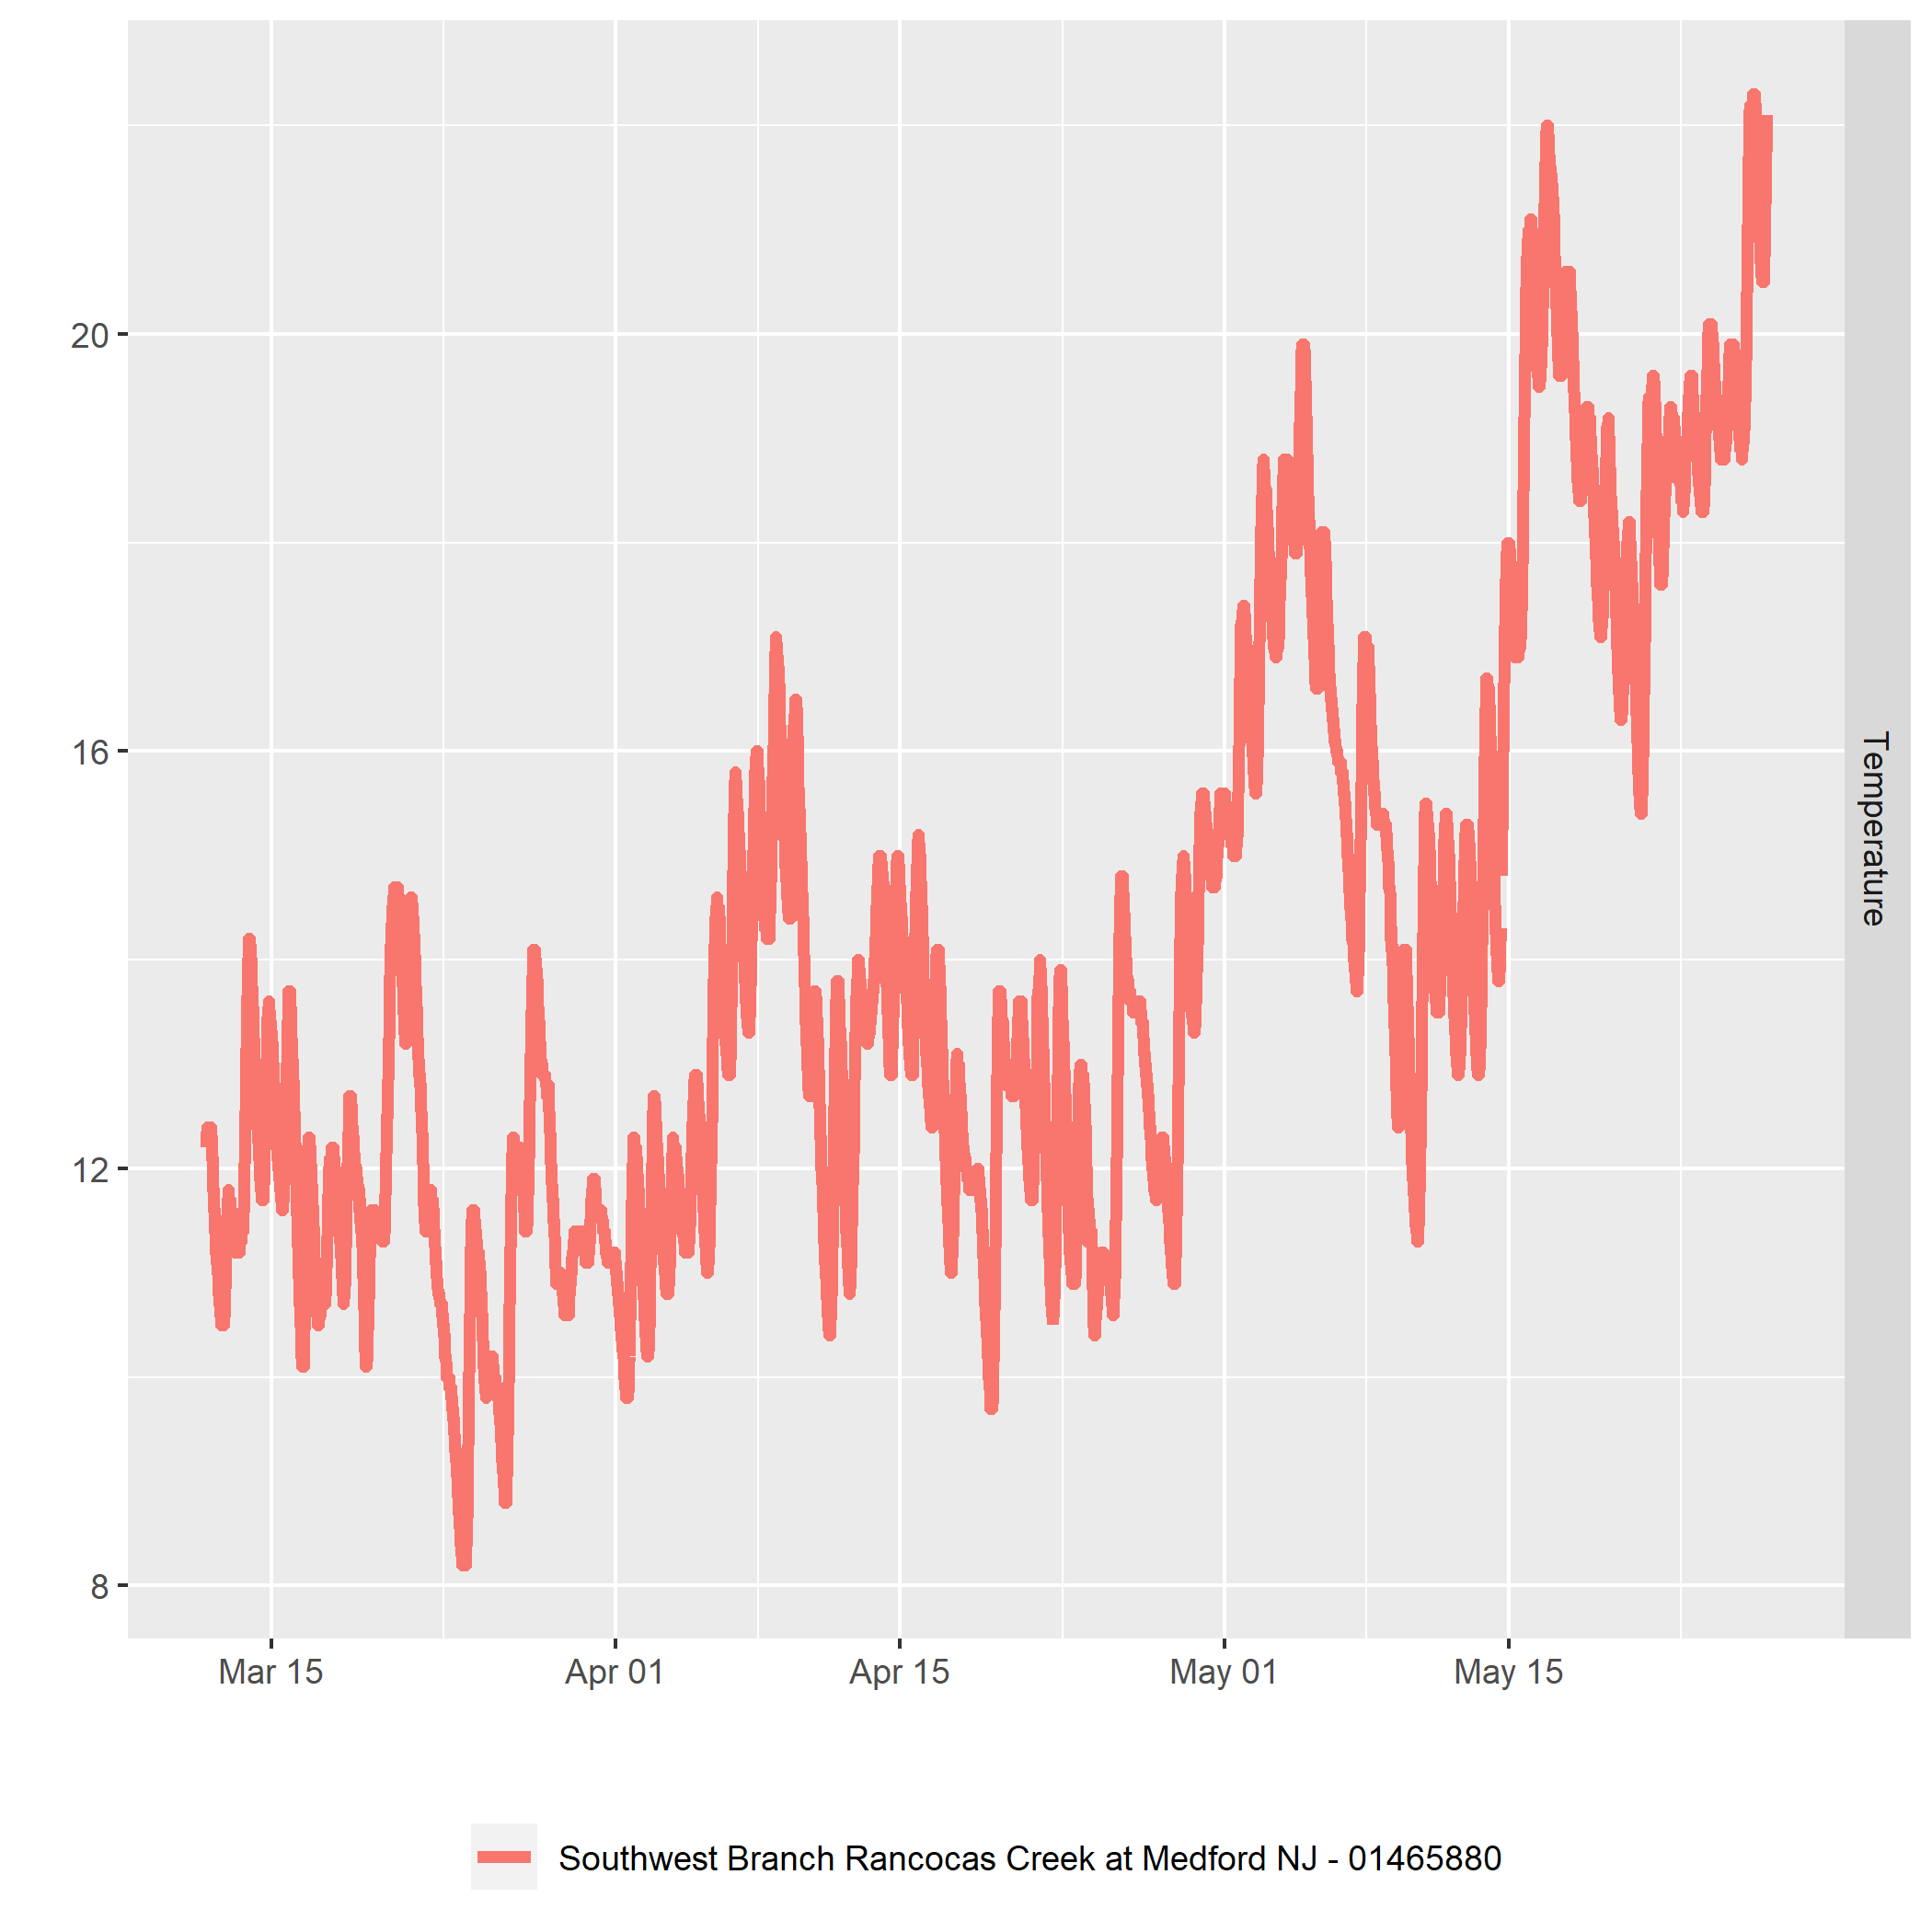 20
16
12
8
Temperature
Mar 15
Apr 01
Apr 15
May 01
May 15
Southwest Branch Rancocas Creek at Medford NJ - 01465880